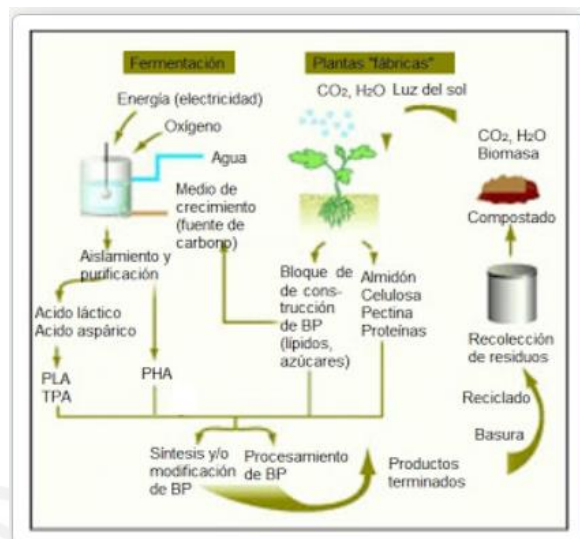 Fermentación
Plantas "fábricas"
Energía (electricidad)
Oxígeno
Agua
Medio de
crecimiento
(fuente de
carbono)
Aislamiento y
purificación
Acido láctico
Acido aspárico
PLA
TPA
PHA
CO2, H2O Luz del sol
Bloque de
de cons-
trucción
de BP
(lípidos,
azúcares)
Almidón
Celulosa
Pectina
Proteínas
CO2, H2O
Biomasa
Compostado
Recolección
de residuos
Reciclado
Basura
Síntesis y/o
modificación
de BP
Procesamiento
de BP
Productos
terminados